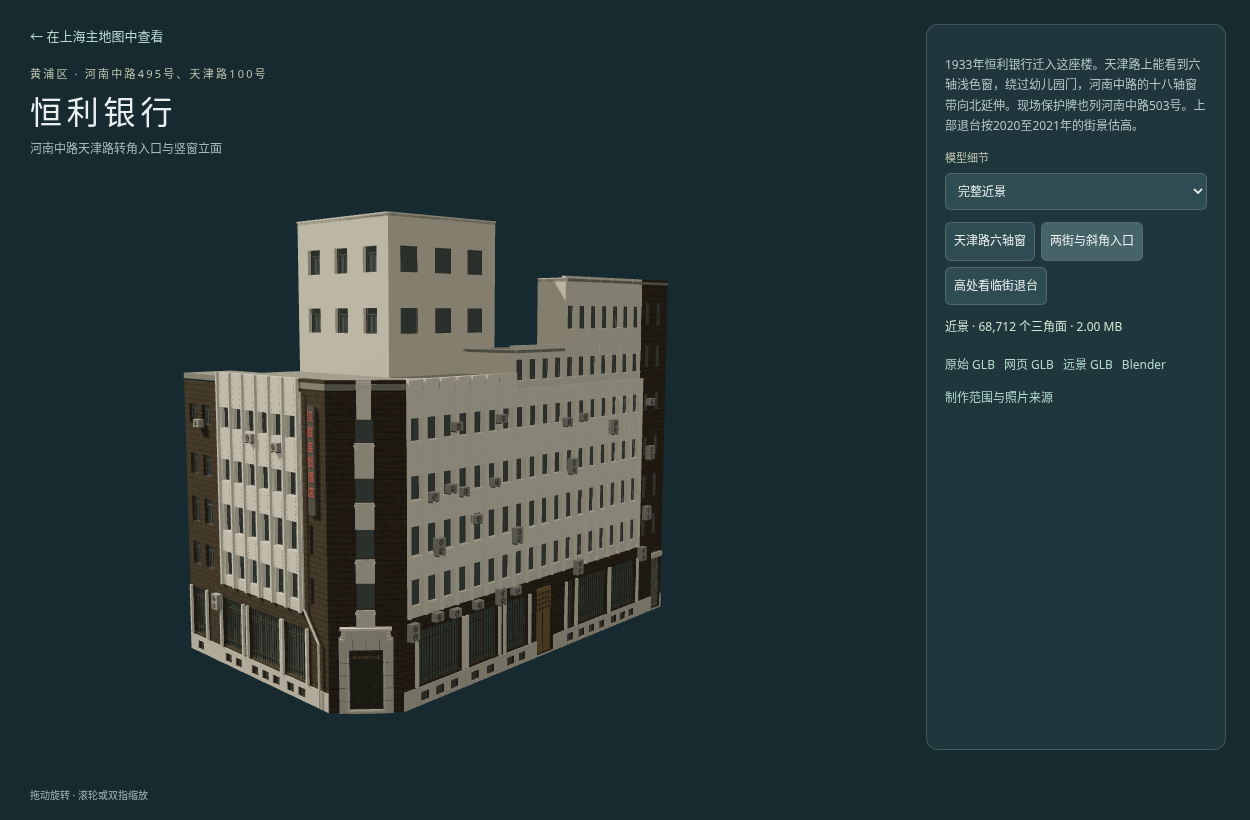 ← 在上海主地图中查看
黄浦区 · 河南中路495号、天津路100号
恒利银行
河南中路天津路转角入口与竖窗立面
1933年恒利银行迁入这座楼。天津路上能看到六
轴浅色窗，绕过幼儿园门，河南中路的十八轴窗
带向北延伸。现场保护牌也列河南中路503号。上
部退台按2020至2021年的街景估高。
模型细节
完整近景
天津路六轴窗
两街与斜角入口
高处看临街退台
近景 · 68,712 个三角面 · 2.00 MB
原始 GLB 网页 GLB 远景 GLB Blender
制作范围与照片来源
拖动旋转 · 滚轮或双指缩放